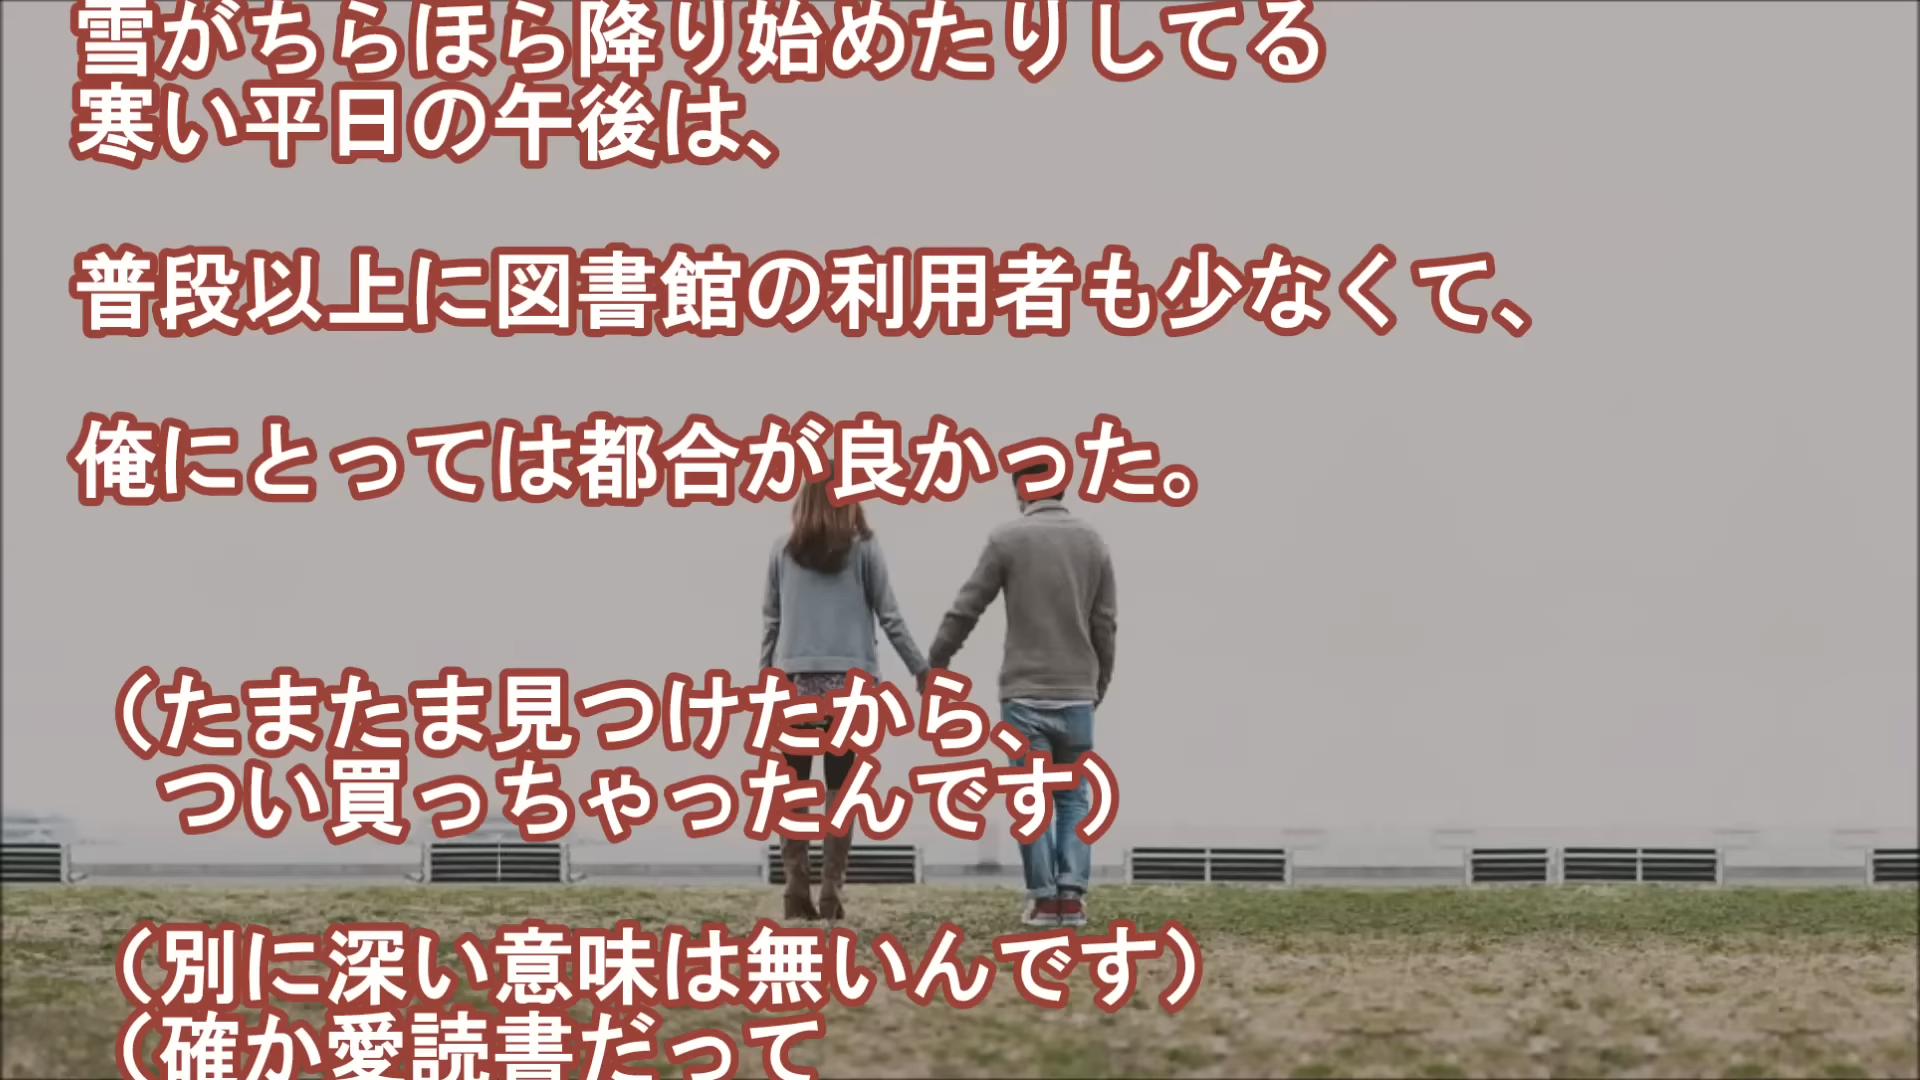 雪がちらほら降り始めたりしてる
寒い平日の午後は、
普段以上に図書館の利用者も少なくて、
俺にとっては都合が良かった。
（たまたま見つけたから、
つい買っちゃったんです）
（別に深い意味は無いんです）
（確か愛読書だって